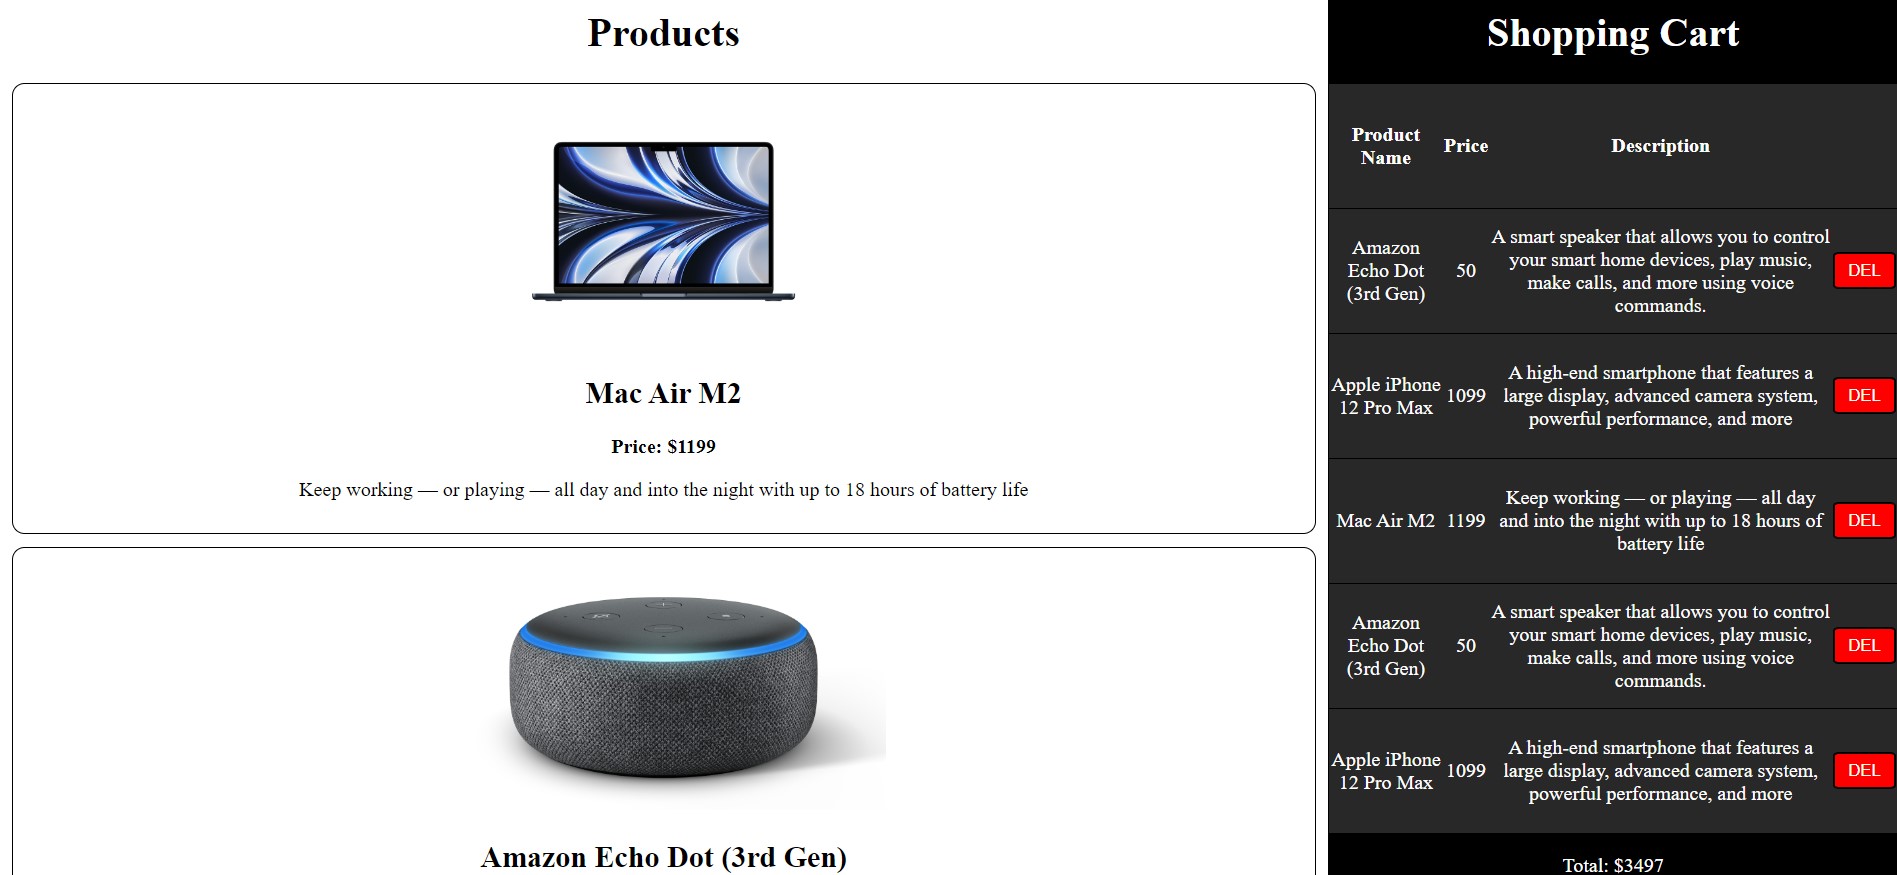 Products
Mac Air M2
Price: $1199
Keep working — or playing — all day and into the night with up to 18 hours of battery life
Amazon Echo Dot (3rd Gen)
Shopping Cart
Product
Name
Price
Description
Amazon
Echo Dot
(3rd Gen)
50
A smart speaker that allows you to control
your smart home devices, play music,
make calls, and more using voice
commands.
DEL
Apple iPhone
12 Pro Max
1099
A high-end smartphone that features a
large display, advanced camera system,
powerful performance, and more
DEL
Mac Air M2
1199
Keep working — or playing — all day
and into the night with up to 18 hours of
battery life
DEL
Amazon
Echo Dot
(3rd Gen)
50
A smart speaker that allows you to control
your smart home devices, play music,
make calls, and more using voice
commands.
DEL
Apple iPhone
12 Pro Max
1099
A high-end smartphone that features a
large display, advanced camera system,
powerful performance, and more
DEL
Total: $3497